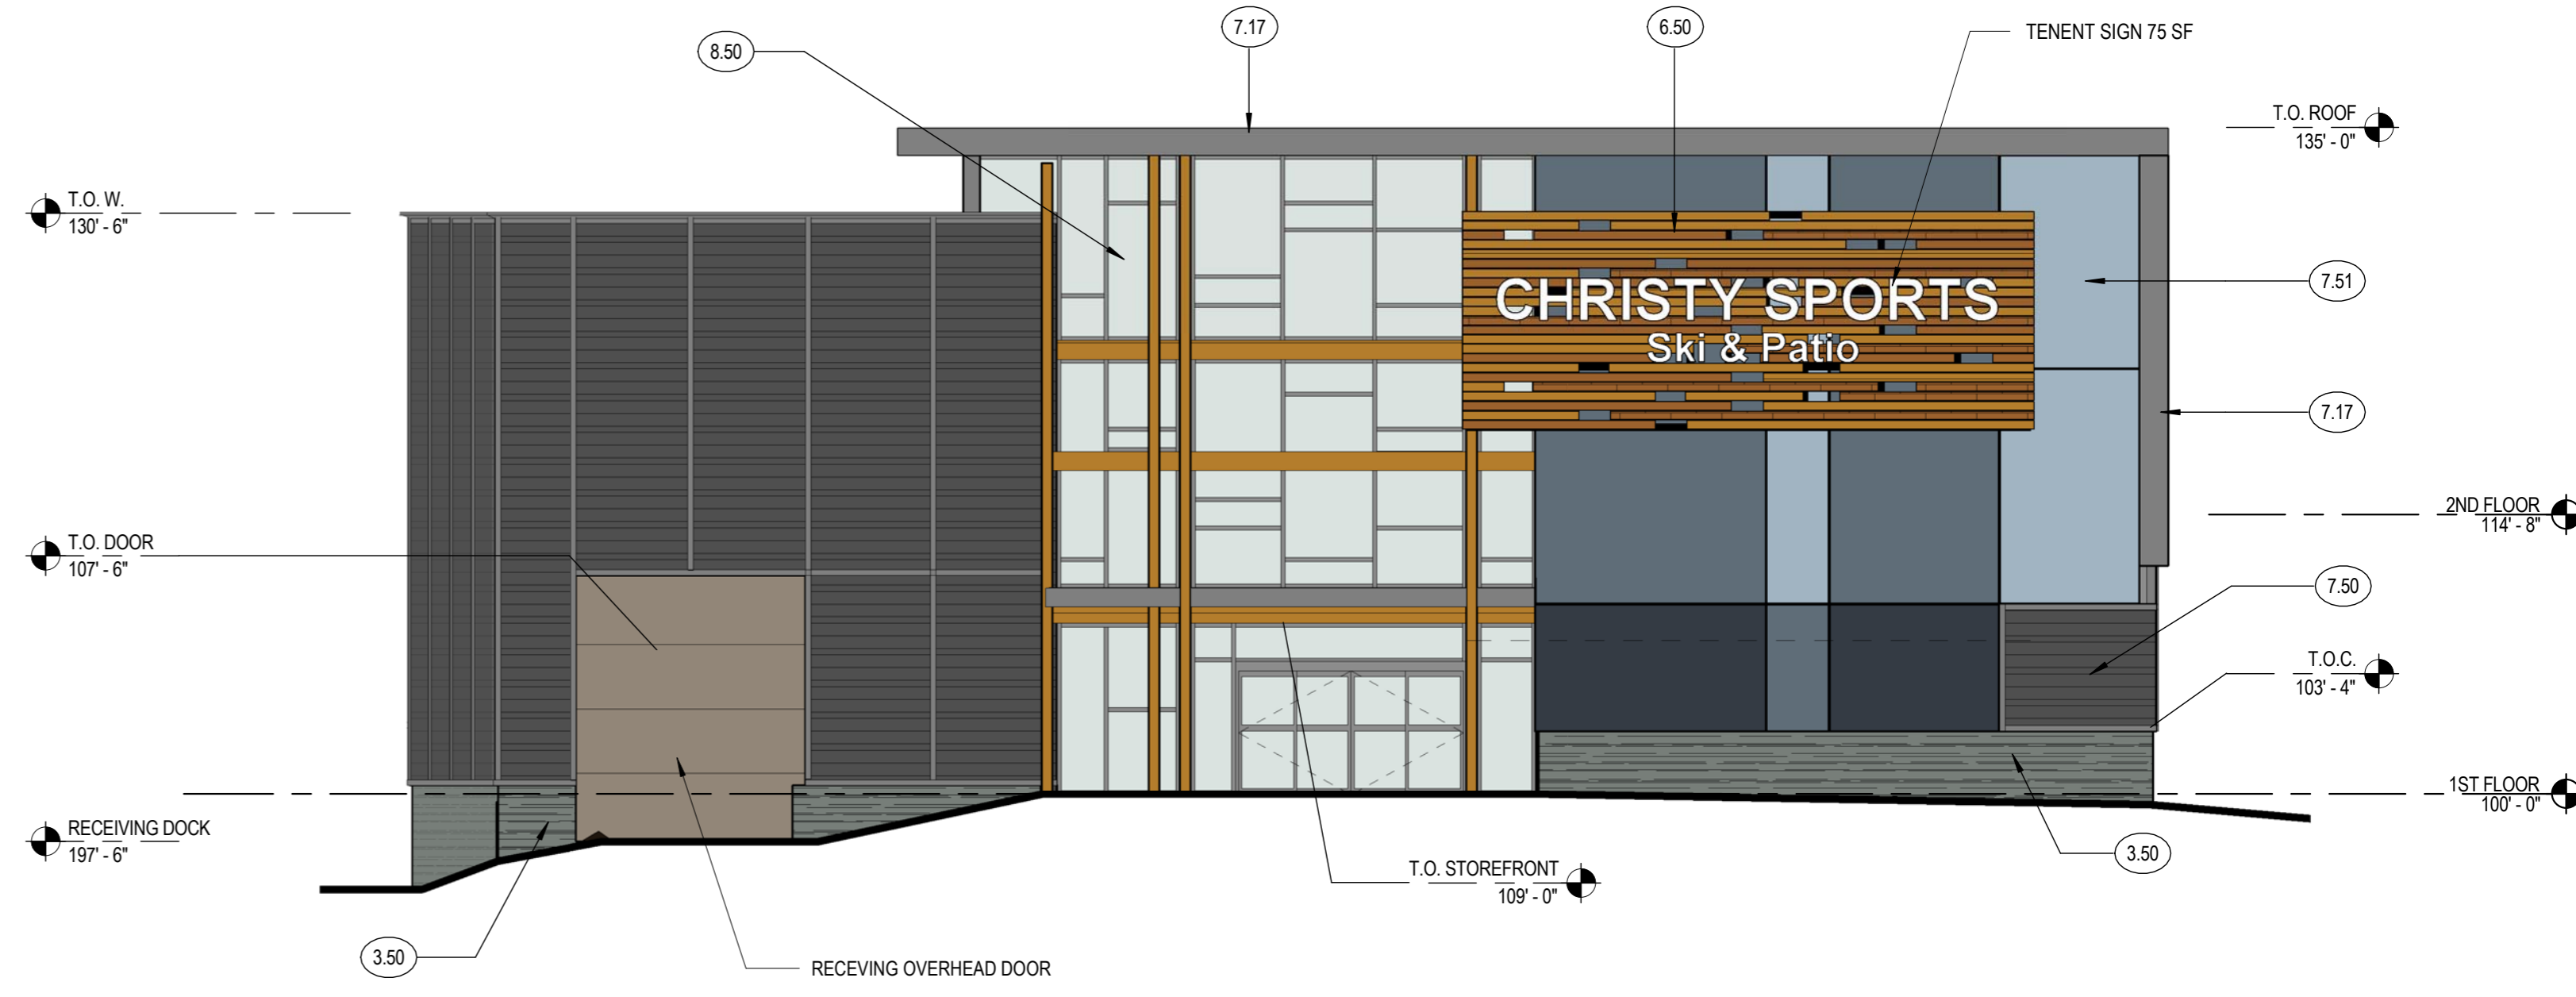 7.17
6.50
TENENT SIGN 75 SF
8.50
T.O. ROOF
135' - 0"
T.O. W.
130' - 6"
CHRISTY SPORTS
Ski & Patio
7.51
7.17
2ND FLOOR
114' - 8"
T.O. DOOR
107' - 6"
7.50
T.O.C.
103' - 4"
1ST FLOOR
100' - 0"
RECEIVING DOCK
197' - 6"
3.50
T.O. STOREFRONT
109' - 0"
3.50
RECEVING OVERHEAD DOOR